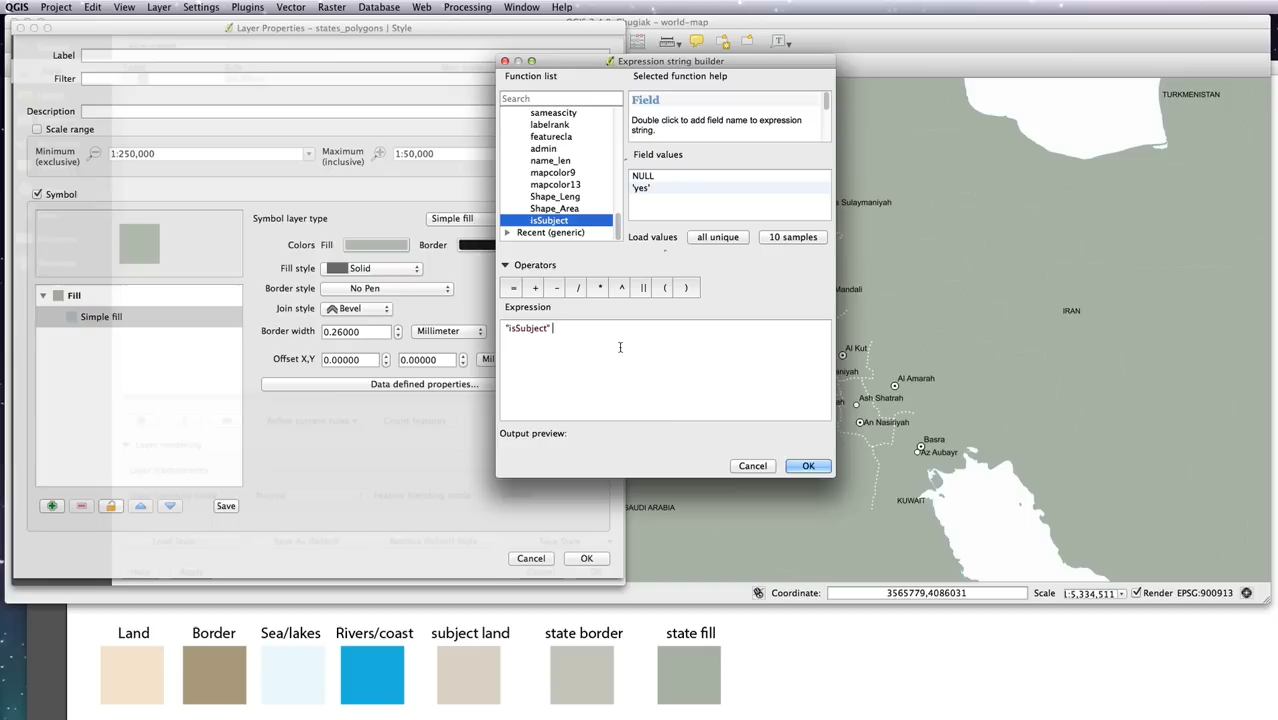 QGIS Project Edit View Layer Settings Plugins Vector Raster Database Web Processing Window Help
Layer Properties - states_polygons | Style
Label
Filter
Description
Scale range
Minimum (exclusive) 1:250,000
Maximum (inclusive) 1:50,000
Symbol
Symbol layer type Simple fill
Colors Fill Border
Fill style Solid
Border style No Pen
Join style Bevel
Border width 0.26000 Millimeter
Offset X,Y 0.00000 0.00000
Data defined properties...
Fill
Simple fill
Save
Cancel OK
Expression string builder
Function list
Search
sameascity
labelrank
featurecla
admin
name_len
mapcolor9
mapcolor13
Shape_Leng
Shape_Area
isSubject
Recent (generic)
Selected function help
Field
Double click to add field name to expression
string.
Field values
NULL
'yes'
Load values all unique 10 samples
Operators
= + - / * ^ || ( )
Expression
"isSubject"
Output preview:
Cancel OK
world-map
TURKMENISTAN
Sulaymaniyah
IRAN
Al Kut
Al Amarah
Ash Shatrah
An Nasiriyah
Basra
Az Aubayr
KUWAIT
SAUDI ARABIA
Coordinate: 3565779,4086031 Scale 1:5,334,511 Render EPSG:900913
Land Border Sea/lakes Rivers/coast subject land state border state fill